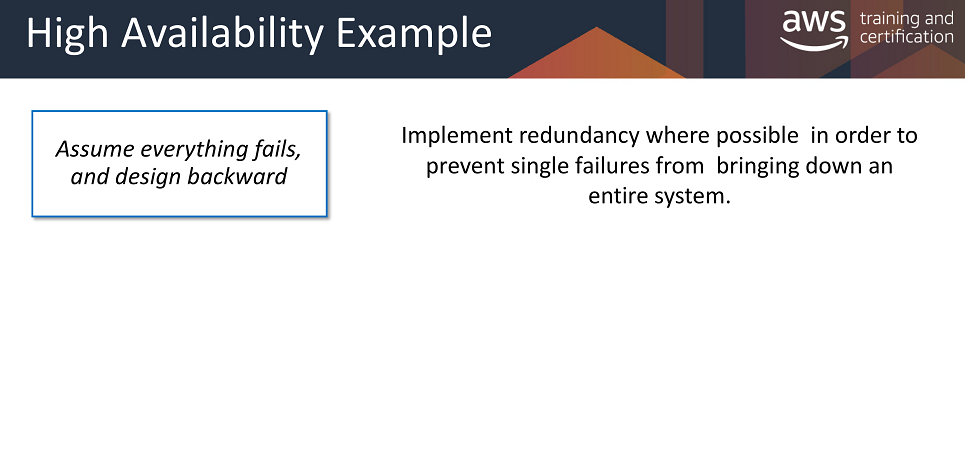 High Availability Example
aws
training and
certification
Assume everything fails,
and design backward
Implement redundancy where possible  in order to
prevent single failures from  bringing down an
entire system.